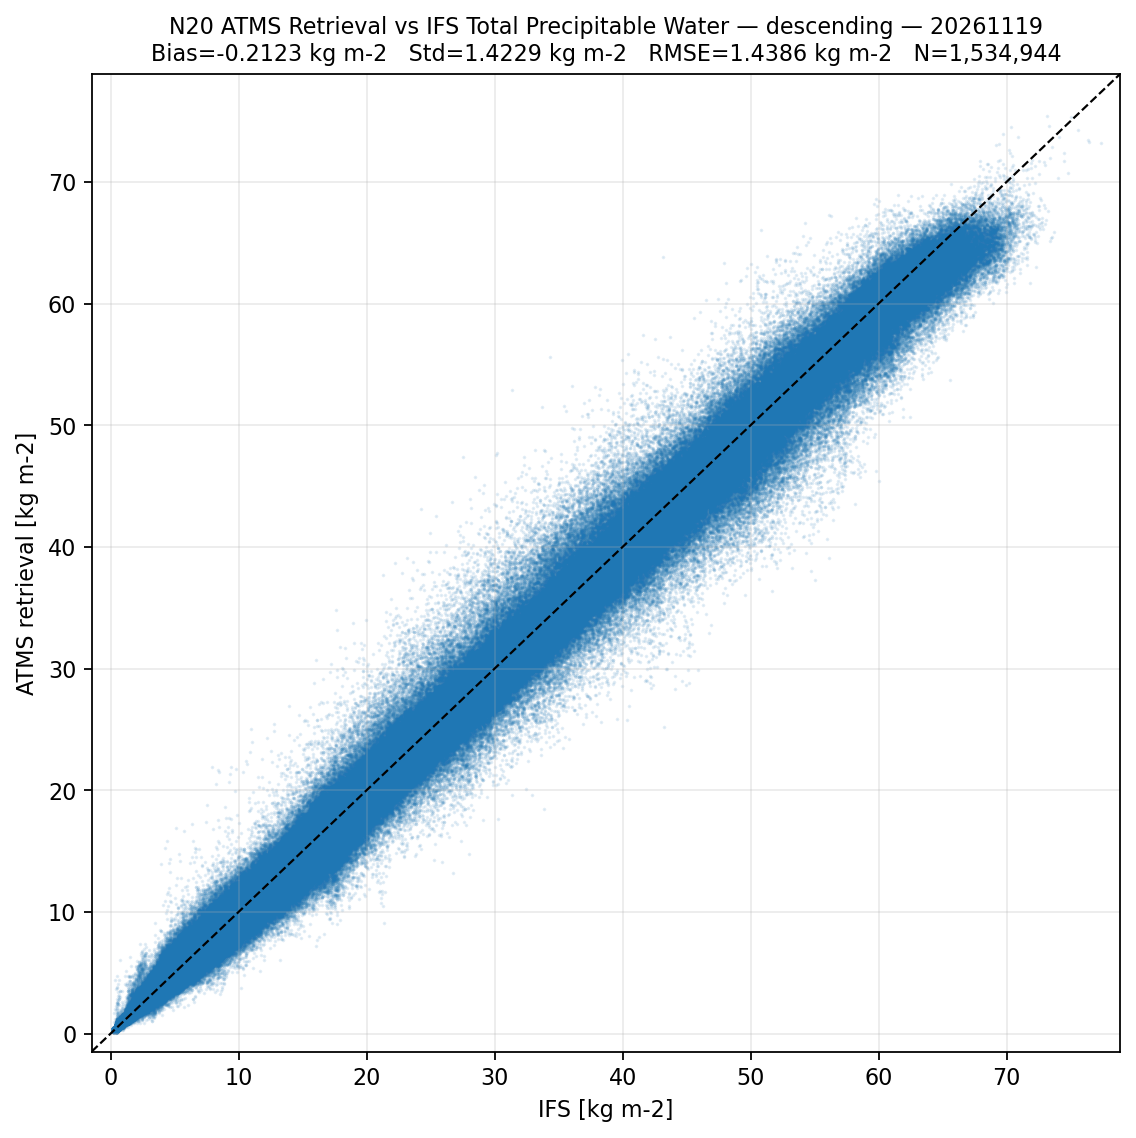 N20 ATMS Retrieval vs IFS Total Precipitable Water — descending — 20261119
Bias=-0.2123 kg m-2   Std=1.4229 kg m-2   RMSE=1.4386 kg m-2   N=1,534,944
ATMS retrieval [kg m-2]
70
60
50
40
30
20
10
0
0 10 20 30 40 50 60 70
IFS [kg m-2]